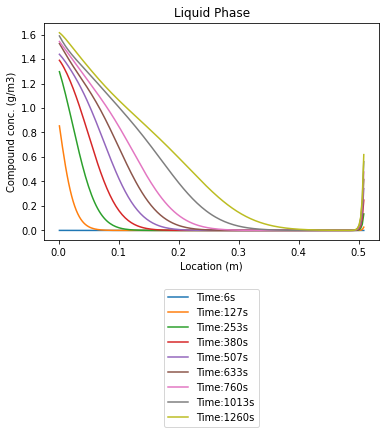 Liquid Phase
Compound conc. (g/m3)
1.6
1.4
1.2
1.0
0.8
0.6
0.4
0.2
0.0
0.0 0.1 0.2 0.3 0.4 0.5
Location (m)
Time:6s
Time:127s
Time:253s
Time:380s
Time:507s
Time:633s
Time:760s
Time:1013s
Time:1260s